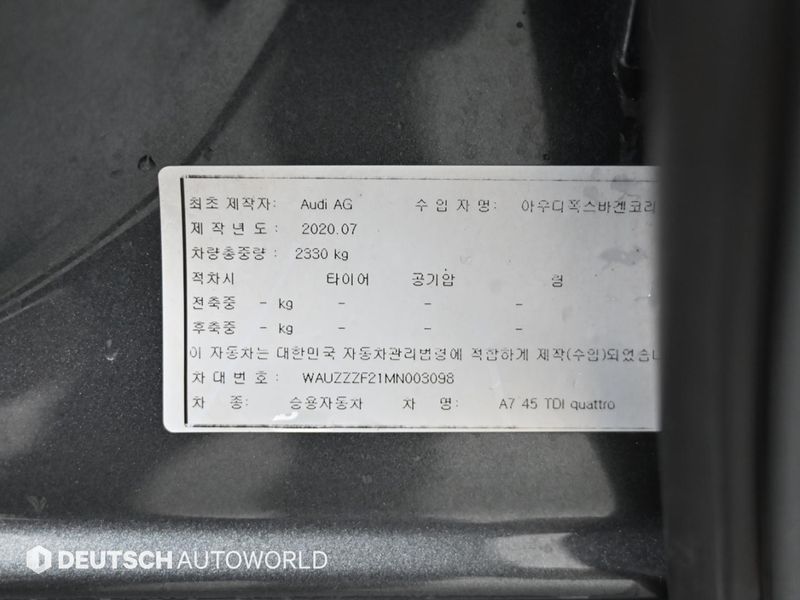 최초 제작자: Audi AG 수 입 자 명: 아우디폭스바겐코리
제 작 년 도 : 2020.07
차량총중량 : 2330 kg
적차시 타이어 공기압 림
전축중 - kg - - -
후축중 - kg - - -
이 자동차는 대한민국 자동차관리법령에 적합하게 제작(수입)되었습니
차 대 번 호 : WAUZZZF21MN003098
차 종: 승용자동차 차 명: A7 45 TDI quattro
DEUTSCH AUTOWORLD